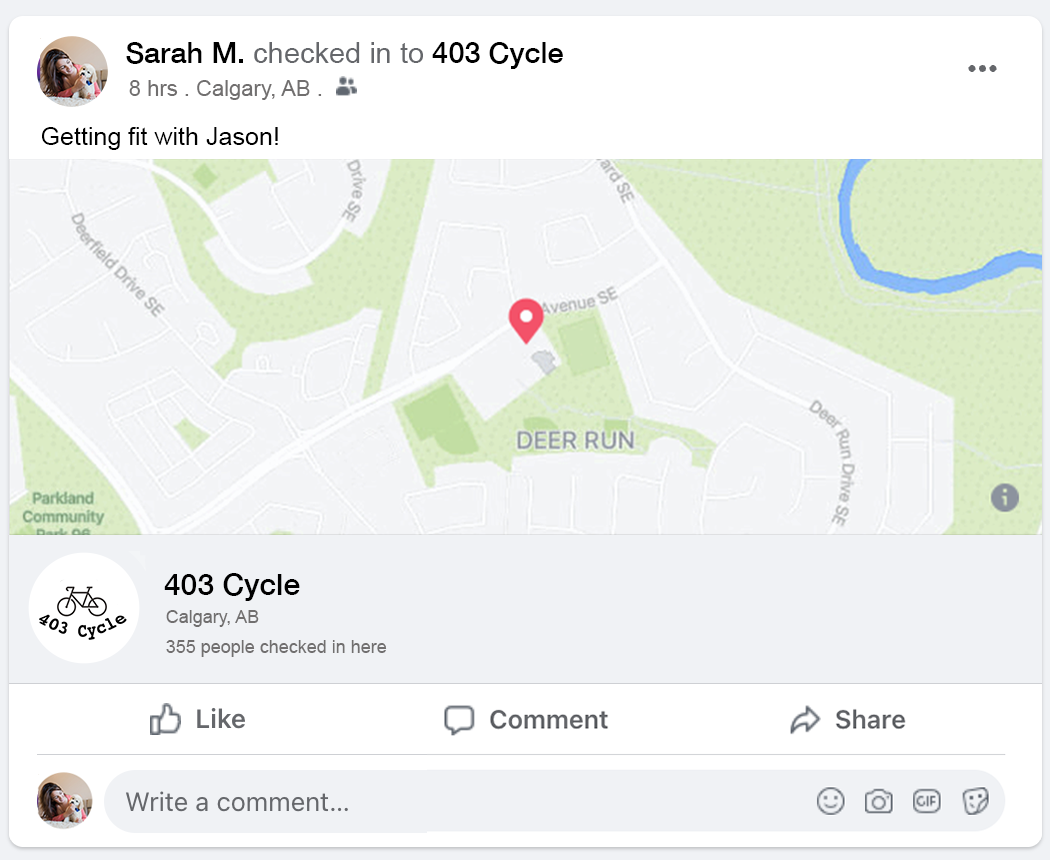 Sarah M. checked in to 403 Cycle
8 hrs . Calgary, AB .
Getting fit with Jason!
Drive SE
ard SE
Deerfield Drive SE
Avenue SE
DEER RUN
Deer Run Drive SE
Parkland
Community
Park 96
403 Cycle
403 Cycle
Calgary, AB
355 people checked in here
Like
Comment
Share
Write a comment...
GIF